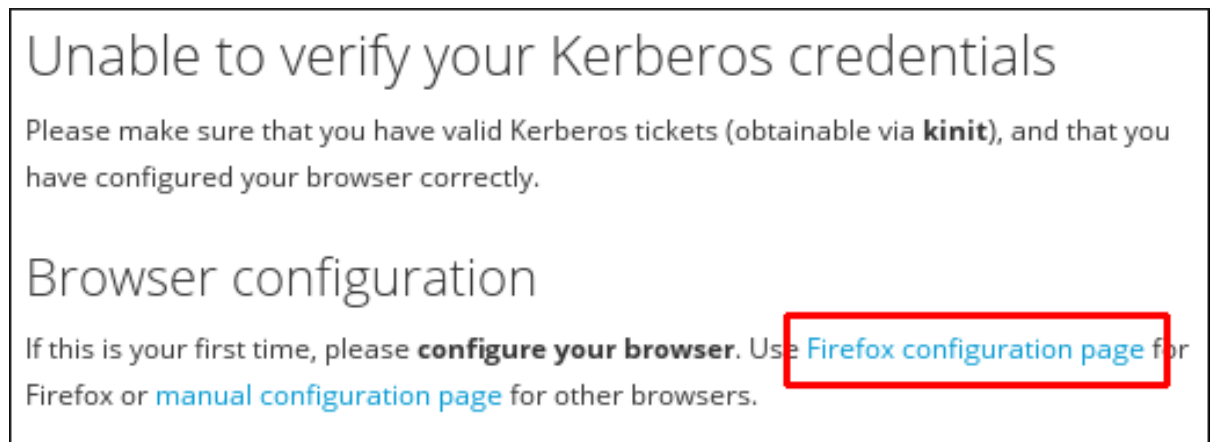 Unable to verify your Kerberos credentials
Please make sure that you have valid Kerberos tickets (obtainable via kinit), and that you
have configured your browser correctly.
Browser configuration
If this is your first time, please configure your browser. Use Firefox configuration page for
Firefox or manual configuration page for other browsers.